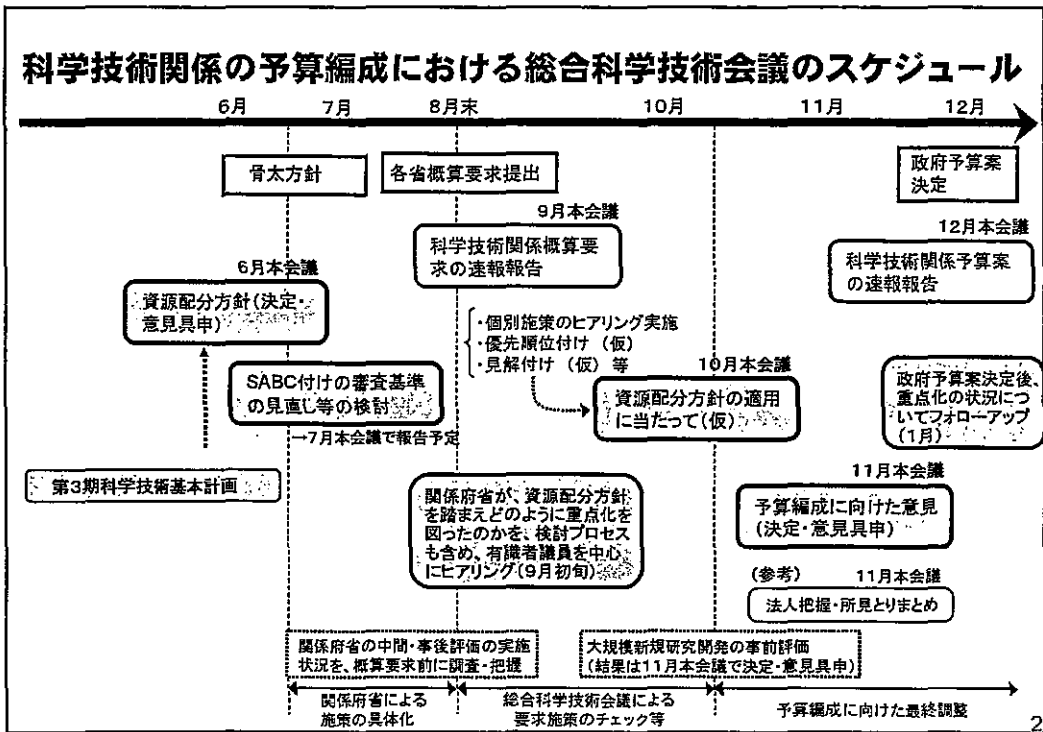 科学技術関係の予算編成における総合科学技術会議のスケジュール
6月
7月
8月末
10月
11月
12月
骨太方針
各省概算要求提出
政府予算案
決定
9月本会議
科学技術関係概算要
求の速報報告
12月本会議
科学技術関係予算案
の速報報告
6月本会議
資源配分方針(決定・
意見具申)
・個別施策のヒアリング実施
・優先順位付け (仮)
・見解付け (仮) 等
SABC付けの審査基準
の見直し等の検討
→7月本会議で報告予定
10月本会議
資源配分方針の適用
に当たって(仮)
政府予算案決定後、
重点化の状況につ
いてフォローアップ
(1月)
第3期科学技術基本計画
関係府省が、資源配分方針
を踏まえどのように重点化を
図ったのかを、検討プロセス
も含め、有識者議員を中心
にヒアリング(9月初旬)
11月本会議
予算編成に向けた意見
(決定・意見具申)
(参考)
11月本会議
法人把握・所見とりまとめ
関係府省の中間・事後評価の実施
状況を、概算要求前に調査・把握
大規模新規研究開発の事前評価
(結果は11月本会議で決定・意見具申)
関係府省による
施策の具体化
総合科学技術会議による
要求施策のチェック等
予算編成に向けた最終調整
2